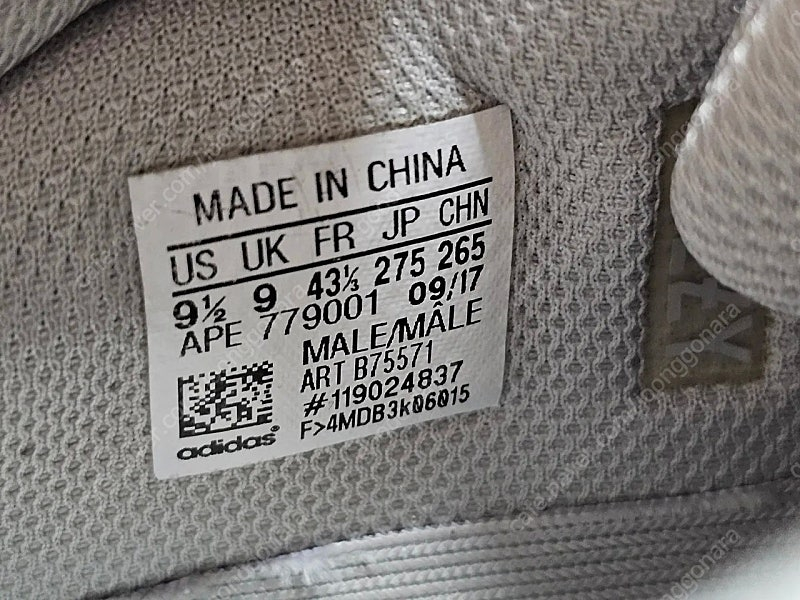 MADE IN CHINA
US UK FR JP CHN
9½ 9 43⅓ 275 265
APE 779001 09/17
MALE/MÂLE
ART B75571
#119024837
F>4MDB3K06015
adidas